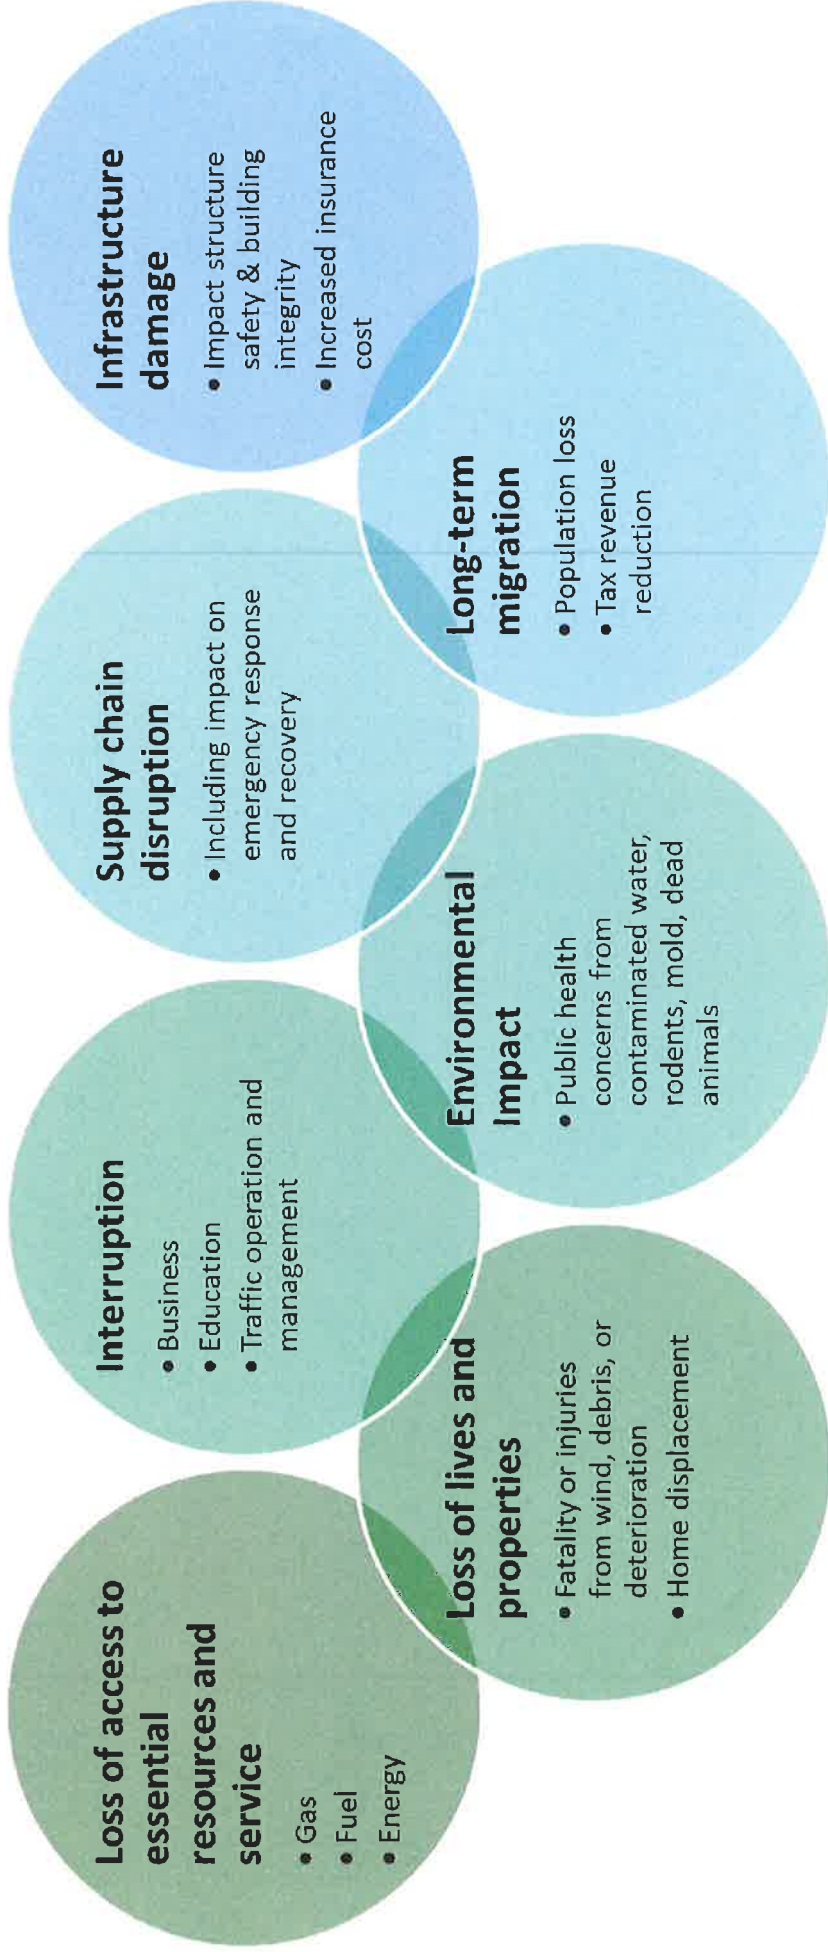 Loss of access to
essential
resources and
service
• Gas
• Fuel
• Energy
Loss of lives and
properties
• Fatality or injuries
from wind, debris, or
deterioration
• Home displacement
Interruption
• Business
• Education
• Traffic operation and
management
Environmental
Impact
• Public health
concerns from
contaminated water,
rodents, mold, dead
animals
Supply chain
disruption
• Including impact on
emergency response
and recovery
Long-term
migration
• Population loss
• Tax revenue
reduction
Infrastructure
damage
• Impact structure
safety & building
integrity
• Increased insurance
cost